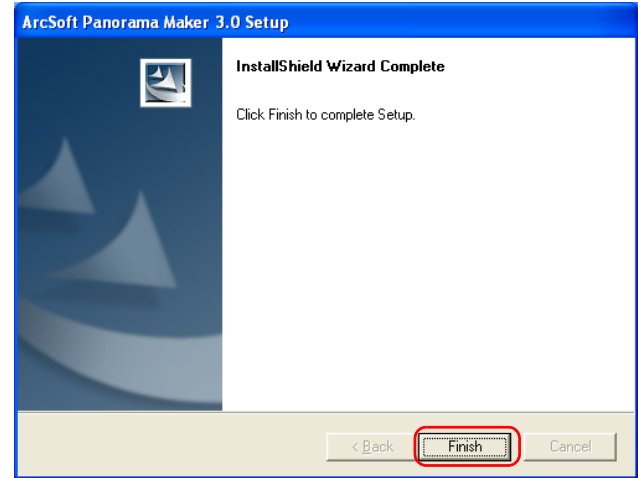 ArcSoft Panorama Maker 3.0 Setup
InstallShield Wizard Complete
Click Finish to complete Setup.
< Back Finish Cancel